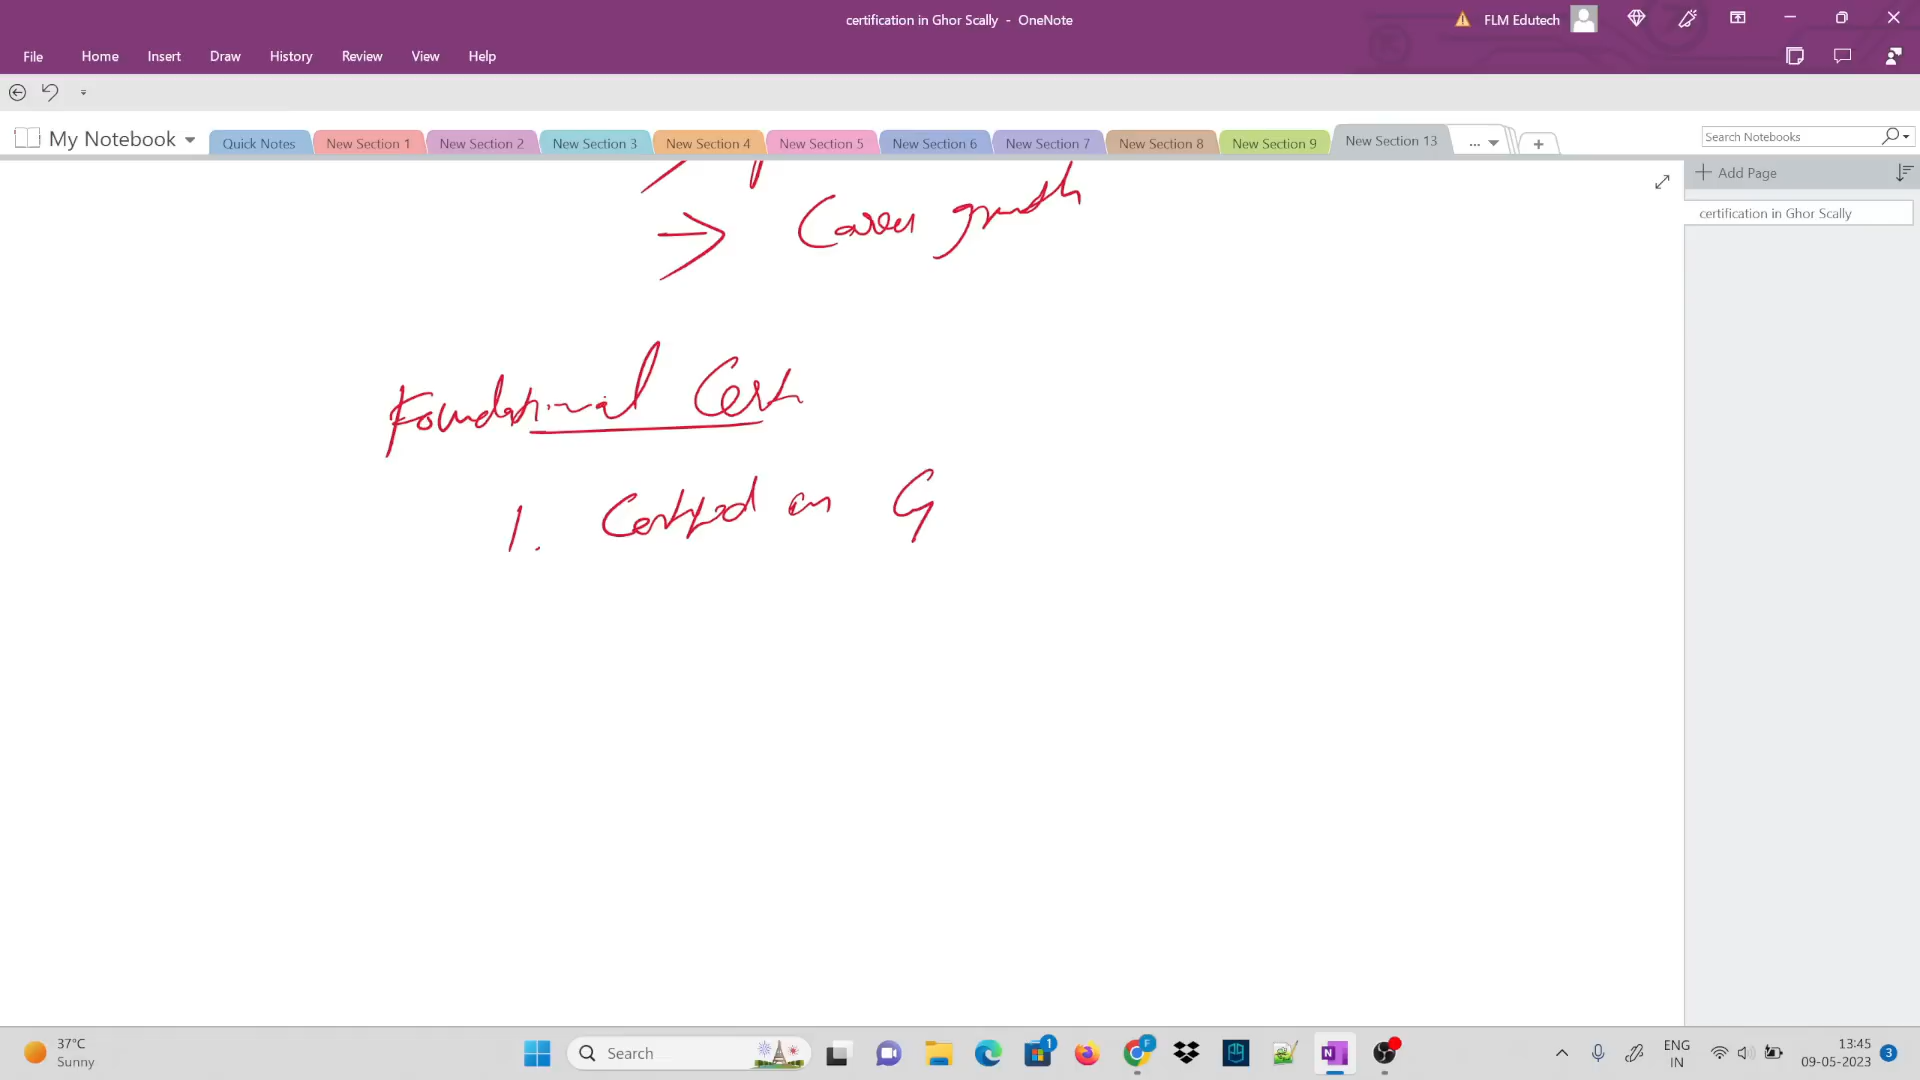 certification in Ghor Scally - OneNote
FLM Edutech
File Home Insert Draw History Review View Help
My Notebook
Quick Notes New Section 1 New Section 2 New Section 3 New Section 4 New Section 5 New Section 6 New Section 7 New Section 8 New Section 9 New Section 13 ...
Search Notebooks
Add Page
certification in Ghor Scally
→ Career growth
Foundational Cert
1. Certified in G
37°C
Sunny
Search
1
F
ENG
IN
13:45
09-05-2023
3